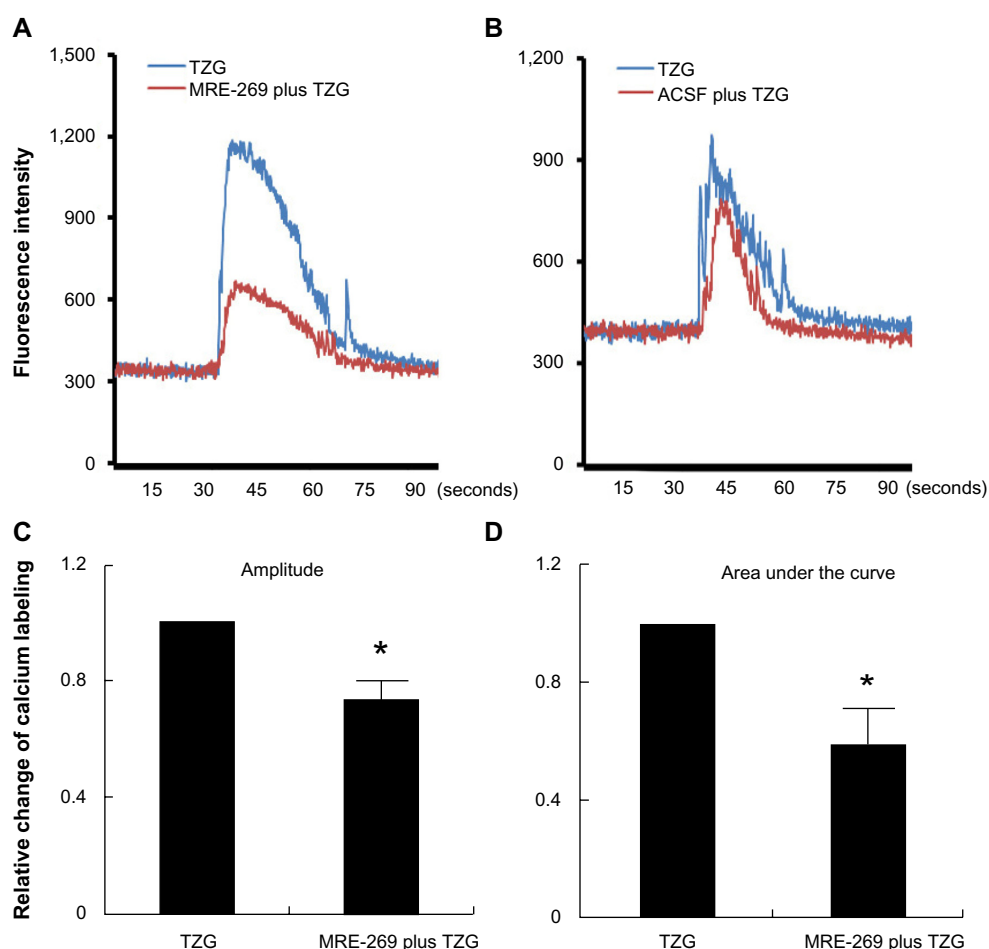 A
1,500
TZG
MRE-269 plus TZG
1,200
900
600
300
0
Fluorescence intensity
15 30 45 60 75 90 (seconds)
B
1,200
TZG
ACSF plus TZG
900
600
300
0
15 30 45 60 75 90 (seconds)
C
1.2
Amplitude
0.8
*
0.4
0
Relative change of calcium labeling
TZG MRE-269 plus TZG
D
1.2
Area under the curve
0.8
*
0.4
0
TZG MRE-269 plus TZG